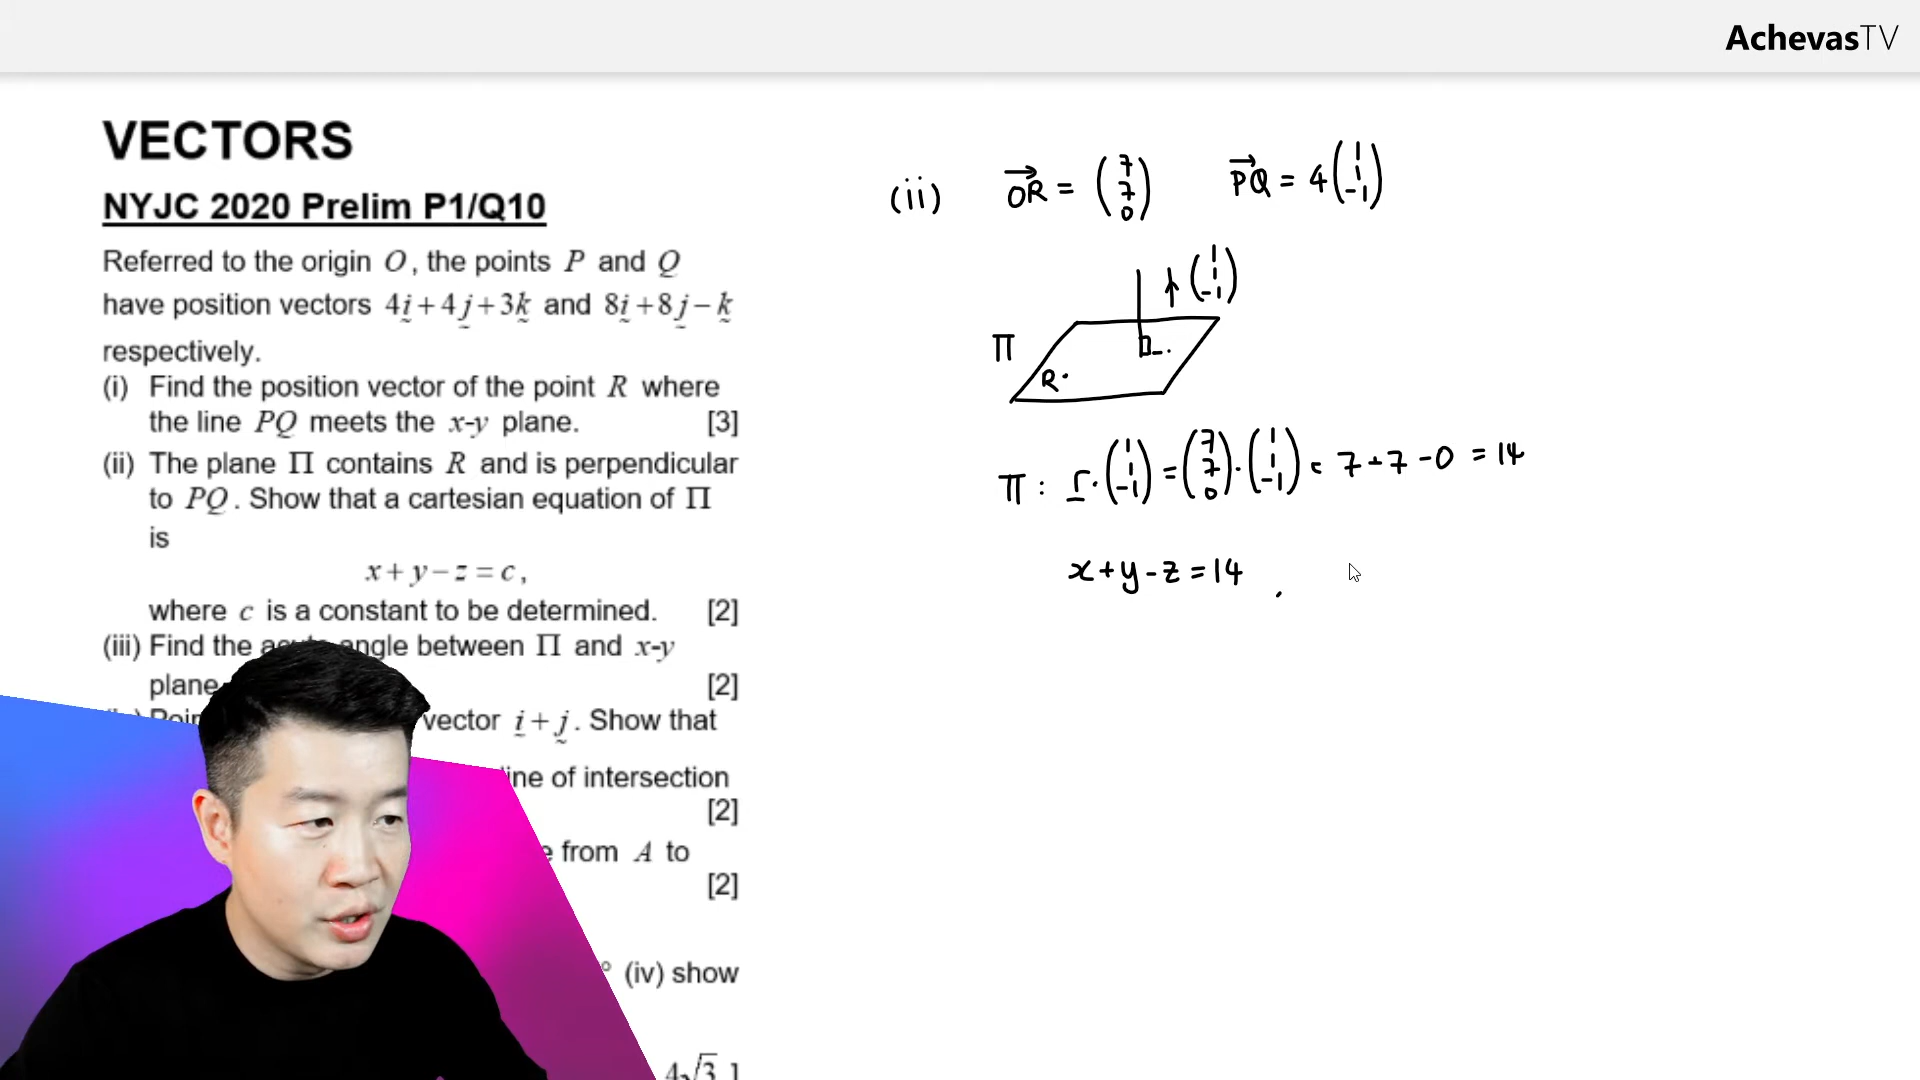 AchevasTV
VECTORS
NYJC 2020 Prelim P1/Q10
Referred to the origin O, the points P and Q
have position vectors 4i + 4j + 3k and 8i + 8j − k
respectively.
(i) Find the position vector of the point R where
the line PQ meets the x-y plane. [3]
(ii) The plane Π contains R and is perpendicular
to PQ. Show that a cartesian equation of Π
is
x + y − z = c,
where c is a constant to be determined. [2]
(iii) Find the angle between Π and x-y
plane [2]
vector i + j. Show that
line of intersection
[2]
from A to
[2]
(iv) show
4√3 ]
(ii) OR = (7 7 0) PQ = 4(1 1 -1)
(1 1 -1)
Π
R
Π : r · (1 1 -1) = (7 7 0) · (1 1 -1) = 7 + 7 - 0 = 14
x + y - z = 14